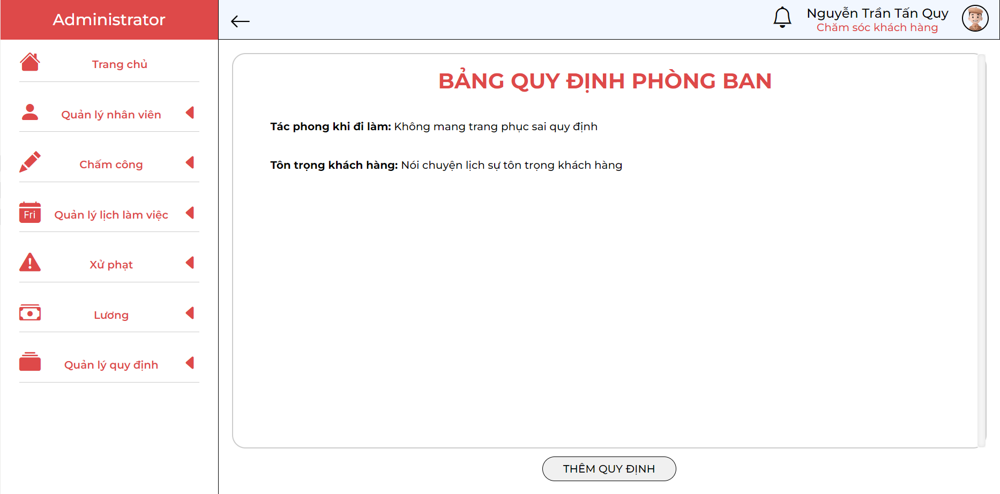 Administrator
Nguyễn Trần Tấn Quy
Chăm sóc khách hàng
Trang chủ
Quản lý nhân viên
Chấm công
Fri
Quản lý lịch làm việc
Xử phạt
Lương
Quản lý quy định
BẢNG QUY ĐỊNH PHÒNG BAN
Tác phong khi đi làm: Không mang trang phục sai quy định
Tôn trọng khách hàng: Nói chuyện lịch sự tôn trọng khách hàng
THÊM QUY ĐỊNH